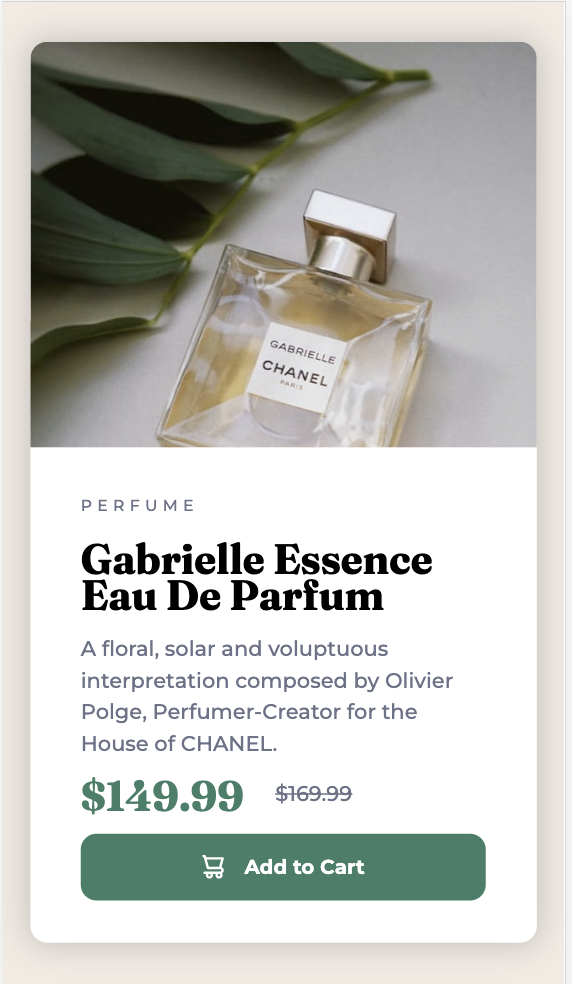 GABRIELLE
CHANEL
PARIS
PERFUME
Gabrielle Essence
Eau De Parfum
A floral, solar and voluptuous
interpretation composed by Olivier
Polge, Perfumer-Creator for the
House of CHANEL.
$149.99 $169.99
Add to Cart